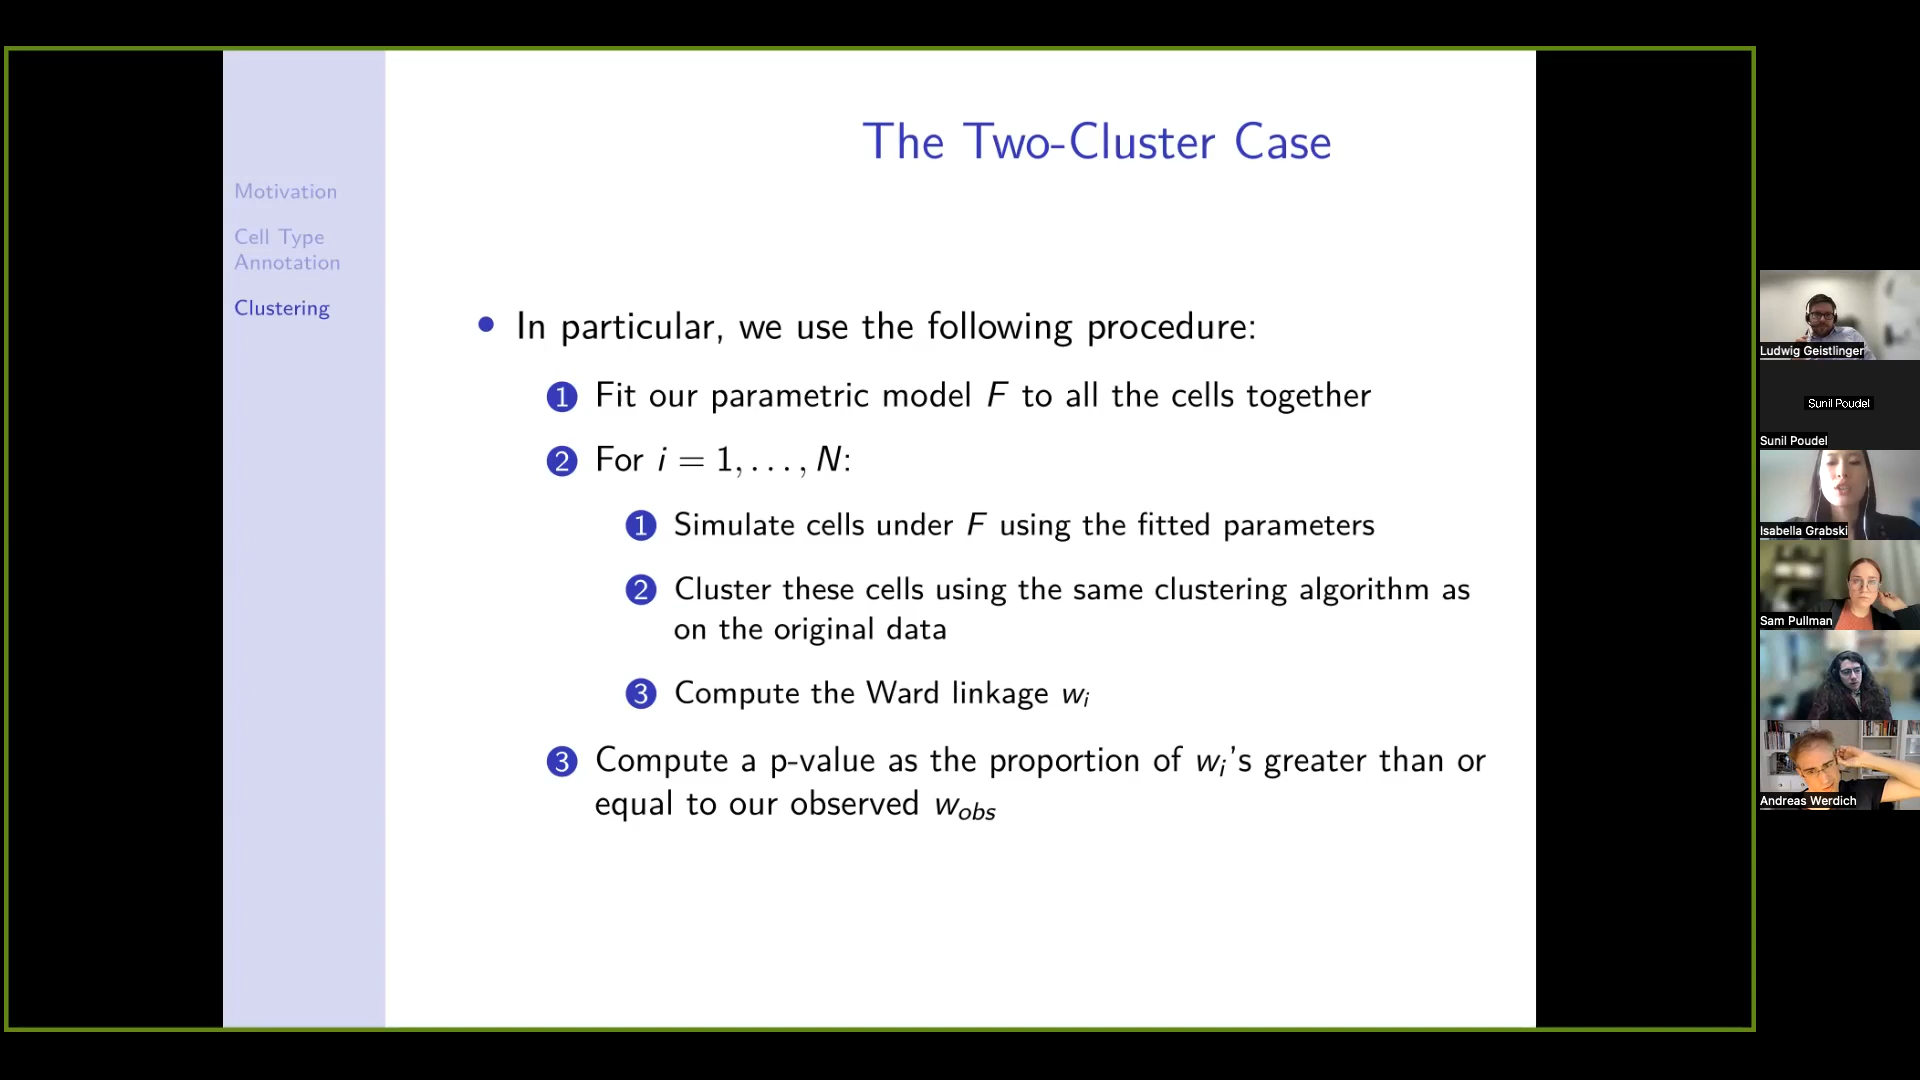 The Two-Cluster Case
Motivation
Cell Type
Annotation
Clustering
• In particular, we use the following procedure:
1 Fit our parametric model F to all the cells together
2 For i = 1, . . . , N:
1 Simulate cells under F using the fitted parameters
2 Cluster these cells using the same clustering algorithm as
on the original data
3 Compute the Ward linkage wᵢ
3 Compute a p-value as the proportion of wᵢ's greater than or
equal to our observed w_obs
Ludwig Geistlinger
Sunil Poudel
Sunil Poudel
Isabella Grabski
Sam Pullman
Andreas Werdich